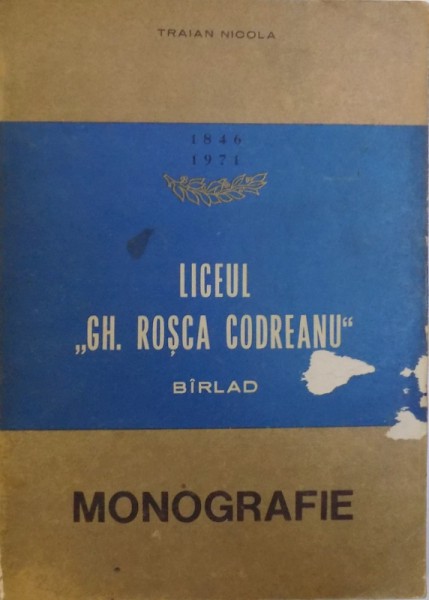 TRAIAN NICOLA
1846
1971
LICEUL
„GH. ROȘCA CODREANU“
BÎRLAD
MONOGRAFIE